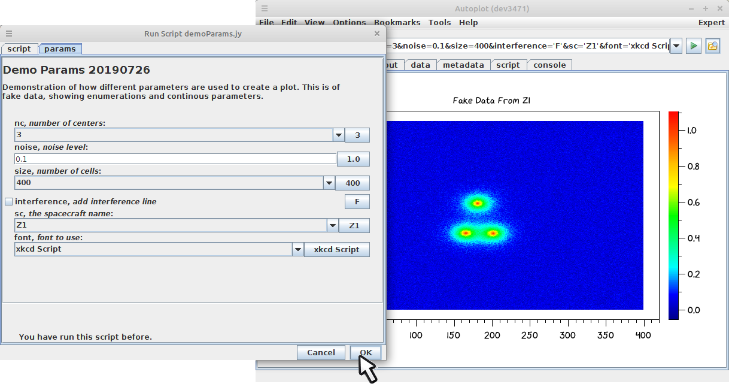 Autoplot (dev3471)
File Edit View Options Bookmarks Tools Help Expert
Run Script demoParams.jy
script params
=3&noise=0.1&size=400&interference='F'&sc='Z1'&font='xkcd Scrip
out data metadata script console
Demo Params 20190726
Demonstration of how different parameters are used to create a plot. This is of
fake data, showing enumerations and continous parameters.
nc, number of centers:
3 3
noise, noise level:
0.1 1.0
size, number of cells:
400 400
interference, add interference line F
sc, the spacecraft name:
Z1 Z1
font, font to use:
xkcd Script xkcd Script
You have run this script before.
Cancel OK
Fake Data From Z1
1.0
0.8
0.6
0.4
0.2
0.0
100 150 200 250 300 350 400